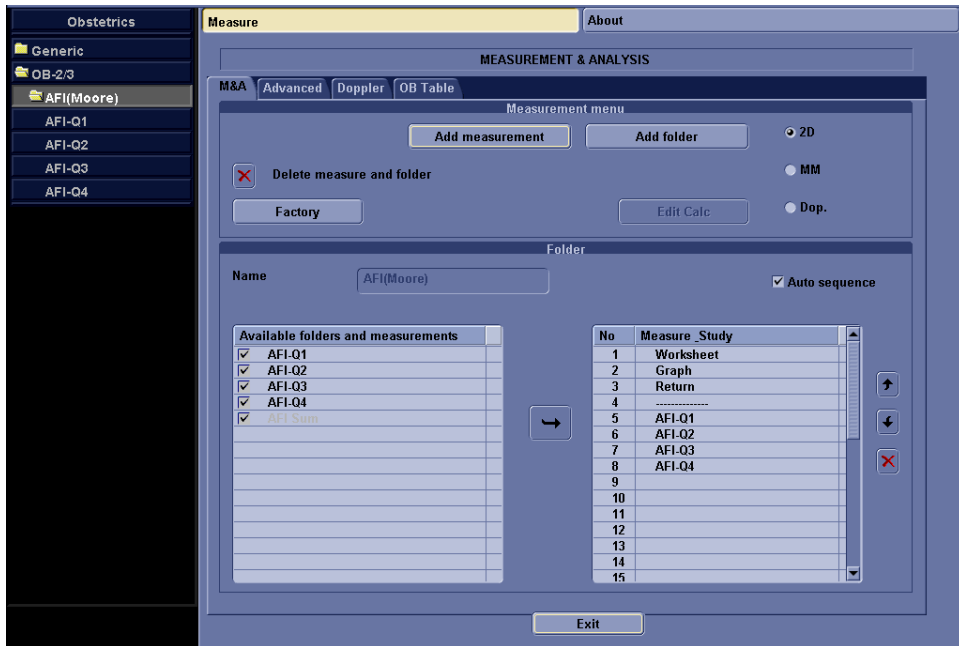 Obstetrics
Generic
OB-2/3
AFI(Moore)
AFI-Q1
AFI-Q2
AFI-Q3
AFI-Q4
Measure
About
MEASUREMENT & ANALYSIS
M&A Advanced Doppler OB Table
Measurement menu
Add measurement Add folder 2D
Delete measure and folder MM
Factory Edit Calc Dop.
Folder
Name AFI(Moore) Auto sequence
Available folders and measurements
AFI-Q1
AFI-Q2
AFI-Q3
AFI-Q4
AFI Sum
No Measure _Study
1 Worksheet
2 Graph
3 Return
4 --------------
5 AFI-Q1
6 AFI-Q2
7 AFI-Q3
8 AFI-Q4
9
10
11
12
13
14
15
Exit